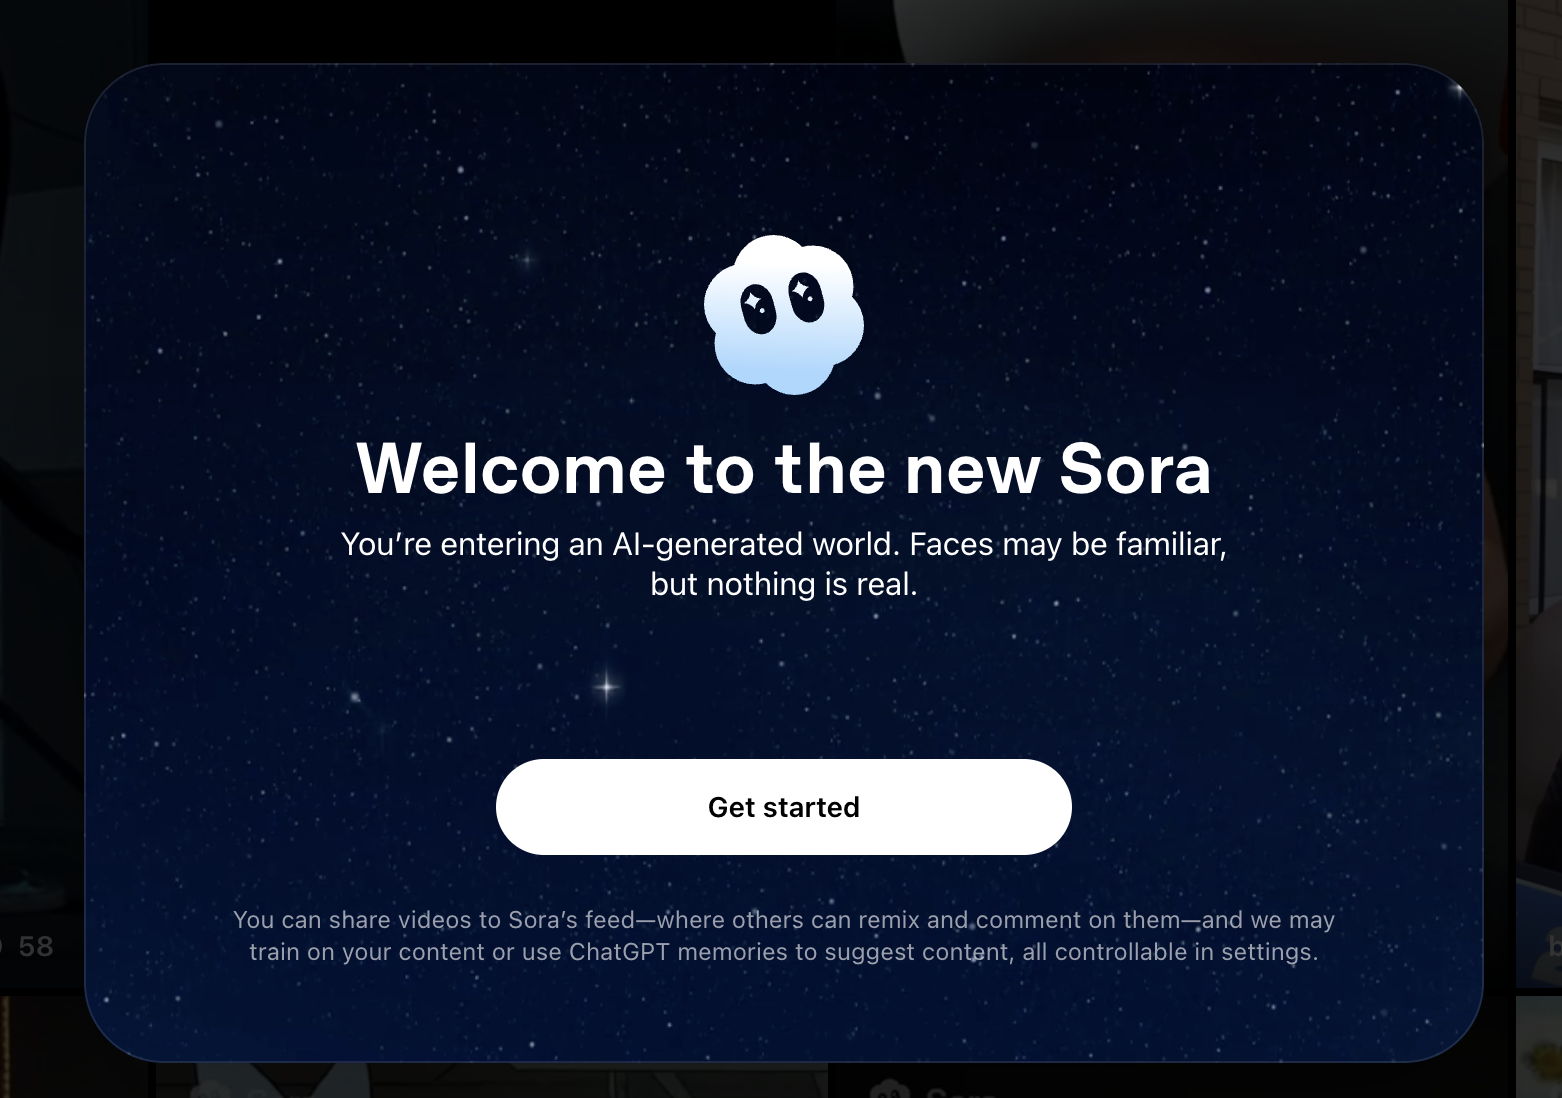 Welcome to the new Sora
You’re entering an AI-generated world. Faces may be familiar,
but nothing is real.
Get started
You can share videos to Sora’s feed—where others can remix and comment on them—and we may
train on your content or use ChatGPT memories to suggest content, all controllable in settings.
58
Sora